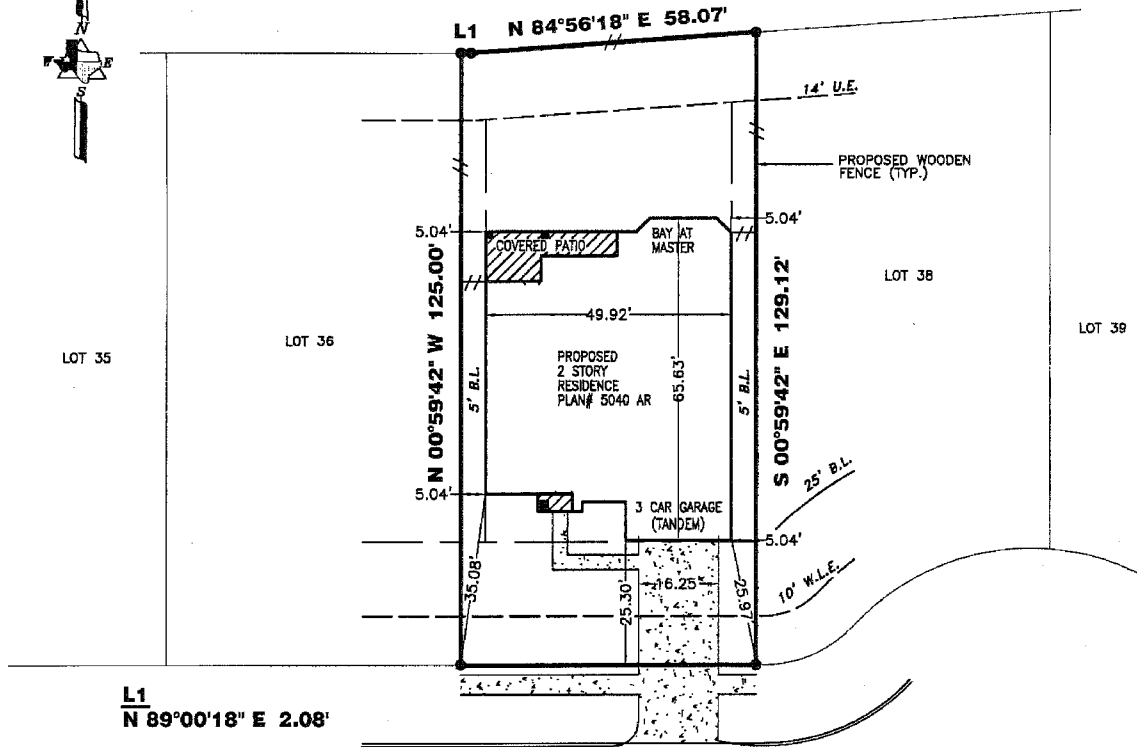 N
W E
S
L1 N 84°56'18" E 58.07'
14' U.E.
PROPOSED WOODEN
FENCE (TYP.)
5.04'
5.04'
COVERED PATIO
BAY AT
MASTER
N 00°59'42" W 125.00'
S 00°59'42" E 129.12'
LOT 35
LOT 36
LOT 38
LOT 39
49.92'
65.63'
PROPOSED
2 STORY
RESIDENCE
PLAN# 5040 AR
5' B.L.
5' B.L.
25' B.L.
5.04'
3 CAR GARAGE
(TANDEM)
5.04'
35.08'
25.30'
16.25'
25.97
10' W.L.E.
L1
N 89°00'18" E 2.08'